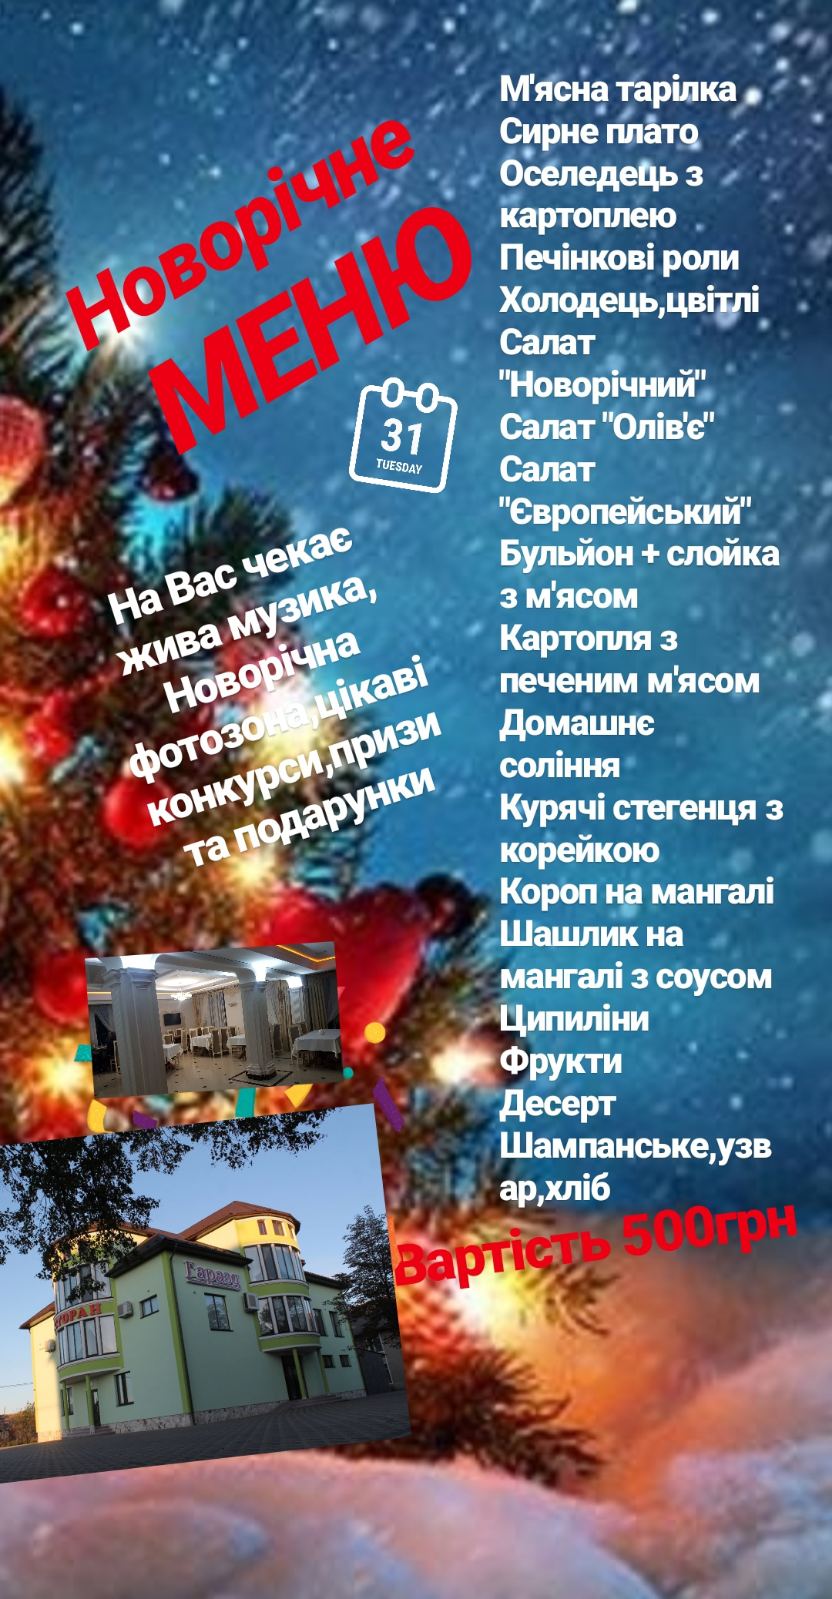 Новорічне
МЕНЮ
31
TUESDAY
На Вас чекає
жива музика,
Новорічна
фотозона,цікаві
конкурси,призи
та подарунки
М'ясна тарілка
Сирне плато
Оселедець з
картоплею
Печінкові роли
Холодець,цвітлі
Салат
"Новорічний"
Салат "Олів'є"
Салат
"Європейський"
Бульйон + слойка
з м'ясом
Картопля з
печеним м'ясом
Домашнє
соління
Курячі стегенця з
корейкою
Короп на мангалі
Шашлик на
мангалі з соусом
Ципиліни
Фрукти
Десерт
Шампанське,узв
ар,хліб
Вартість 500грн
Гаразд
ТОРАН